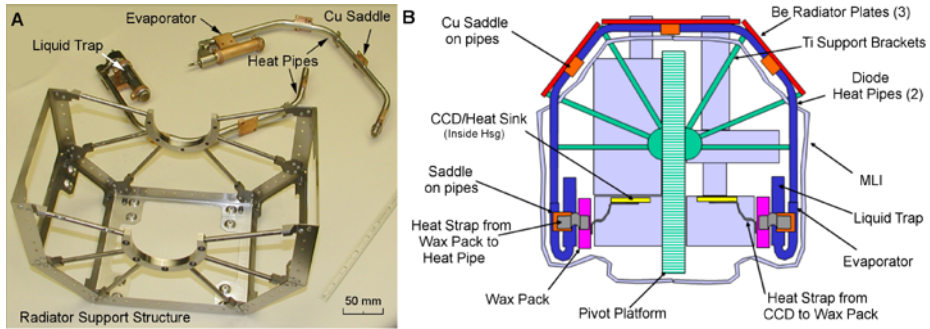 A
Evaporator
Cu Saddle
Liquid Trap
Heat Pipes
50 mm
Radiator Support Structure
B
Cu Saddle
on pipes
Be Radiator Plates (3)
Ti Support Brackets
Diode
Heat Pipes (2)
CCD/Heat Sink
(Inside Hsg)
MLI
Saddle
on pipes
Liquid Trap
Heat Strap from
Wax Pack to
Heat Pipe
Evaporator
Wax Pack
Pivot Platform
Heat Strap from
CCD to Wax Pack